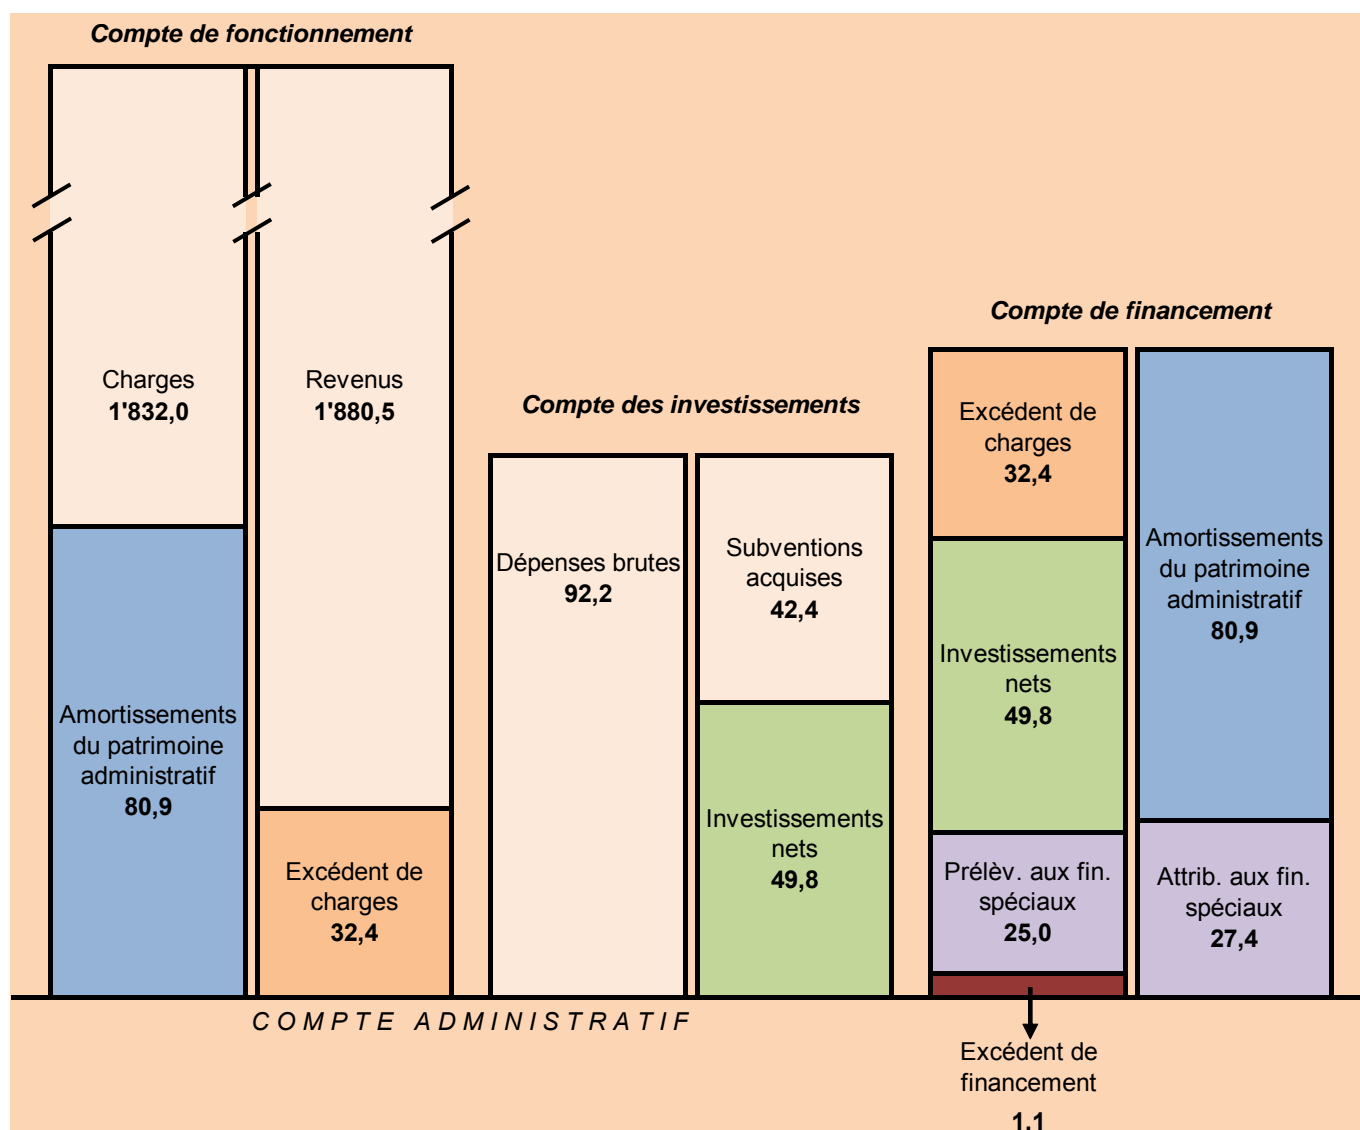 Compte de fonctionnement
Charges
1'832,0
Amortissements
du patrimoine
administratif
80,9
Revenus
1'880,5
Excédent de
charges
32,4
Compte des investissements
Dépenses brutes
92,2
Subventions
acquises
42,4
Investissements
nets
49,8
Compte de financement
Excédent de
charges
32,4
Investissements
nets
49,8
Prélèv. aux fin.
spéciaux
25,0
Amortissements
du patrimoine
administratif
80,9
Attrib. aux fin.
spéciaux
27,4
COMPTE ADMINISTRATIF
Excédent de
financement
1,1